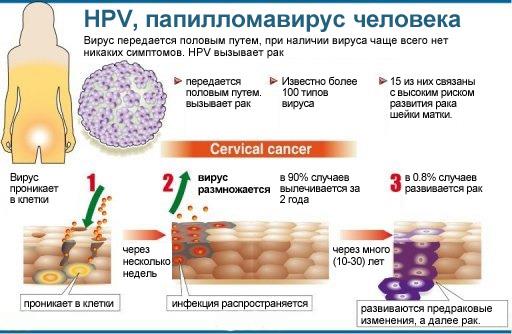 HPV, папилломавирус человека
Вирус передается половым путем, при наличии вируса чаще всего нет
никаких симптомов. HPV вызывает рак
передается
половым путем.
вызывает рак
Известно более
100 типов
вируса
15 из них связаны
с высоким риском
развития рака
шейки матки.
Cervical cancer
Вирус
проникает
в клетки
1
2
вирус
размножается
в 90% случаев
вылечивается за
2 года
3
в 0.8% случаев
развивается рак
через
несколько
недель
через много
(10-30) лет
проникает в клетки
инфекция распространяется
развиваются предраковые
изменения, а далее рак.